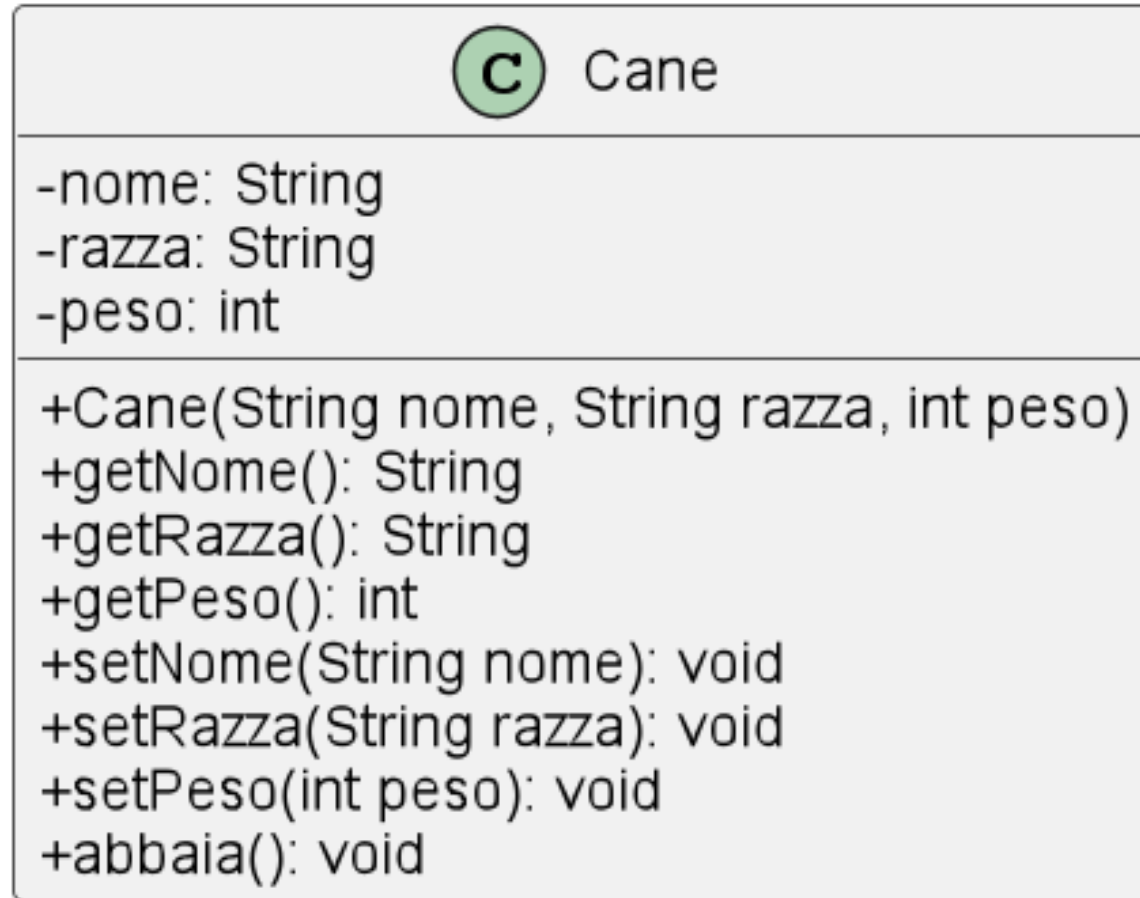 C Cane
-nome: String
-razza: String
-peso: int
+Cane(String nome, String razza, int peso)
+getNome(): String
+getRazza(): String
+getPeso(): int
+setNome(String nome): void
+setRazza(String razza): void
+setPeso(int peso): void
+abbaia(): void